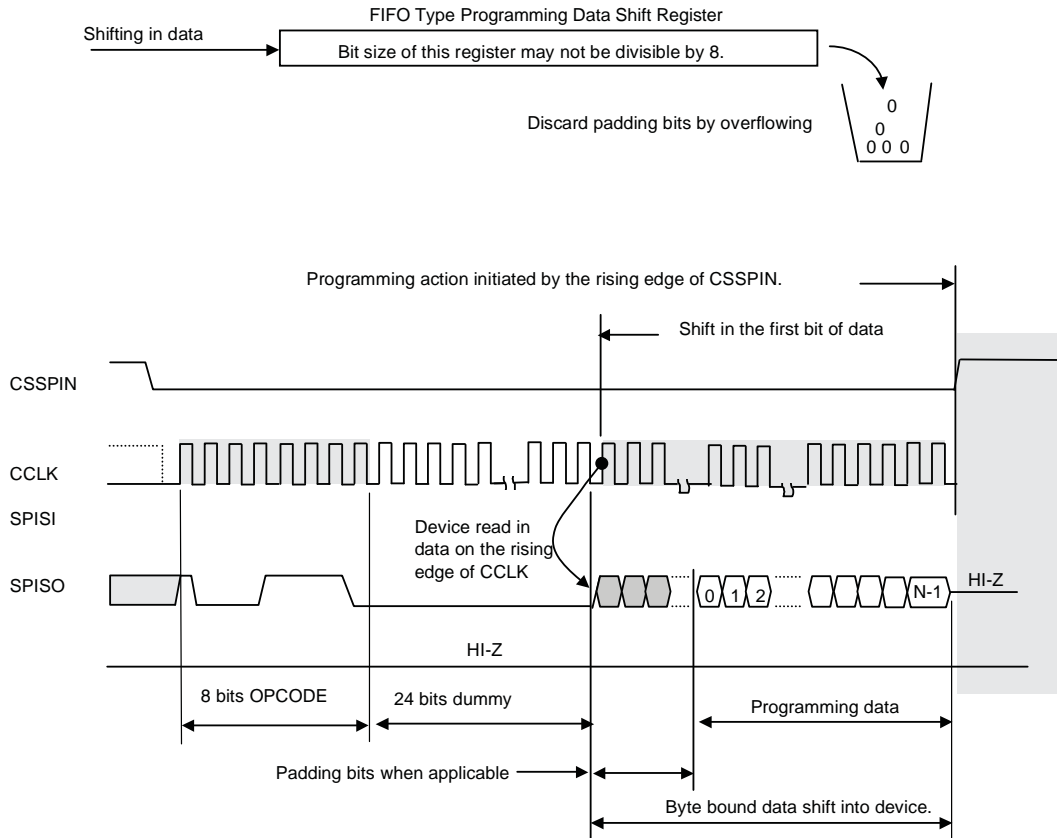 FIFO Type Programming Data Shift Register
Shifting in data
Bit size of this register may not be divisible by 8.
0
Discard padding bits by overflowing
0
0 0 0
Programming action initiated by the rising edge of CSSPIN.
Shift in the first bit of data
CSSPIN
CCLK
SPISI
Device read in
data on the rising
edge of CCLK
SPISO
0 1 2
N-1
HI-Z
HI-Z
8 bits OPCODE
24 bits dummy
Programming data
Padding bits when applicable
Byte bound data shift into device.